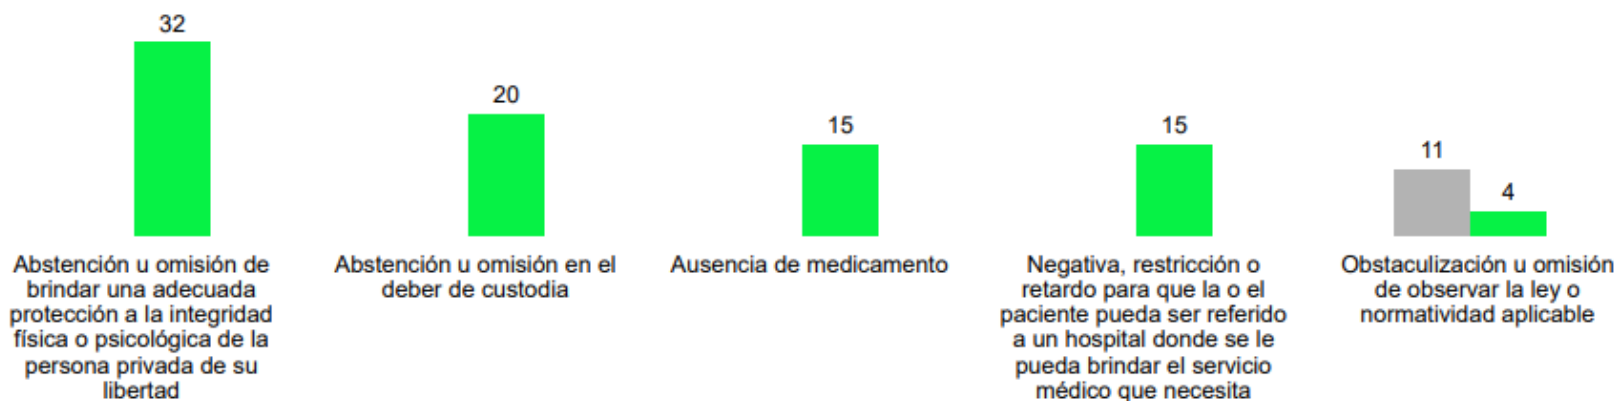 32
20
15
15
11
4
Abstención u omisión de
brindar una adecuada
protección a la integridad
física o psicológica de la
persona privada de su
libertad
Abstención u omisión en el
deber de custodia
Ausencia de medicamento
Negativa, restricción o
retardo para que la o el
paciente pueda ser referido
a un hospital donde se le
pueda brindar el servicio
médico que necesita
Obstaculización u omisión
de observar la ley o
normatividad aplicable